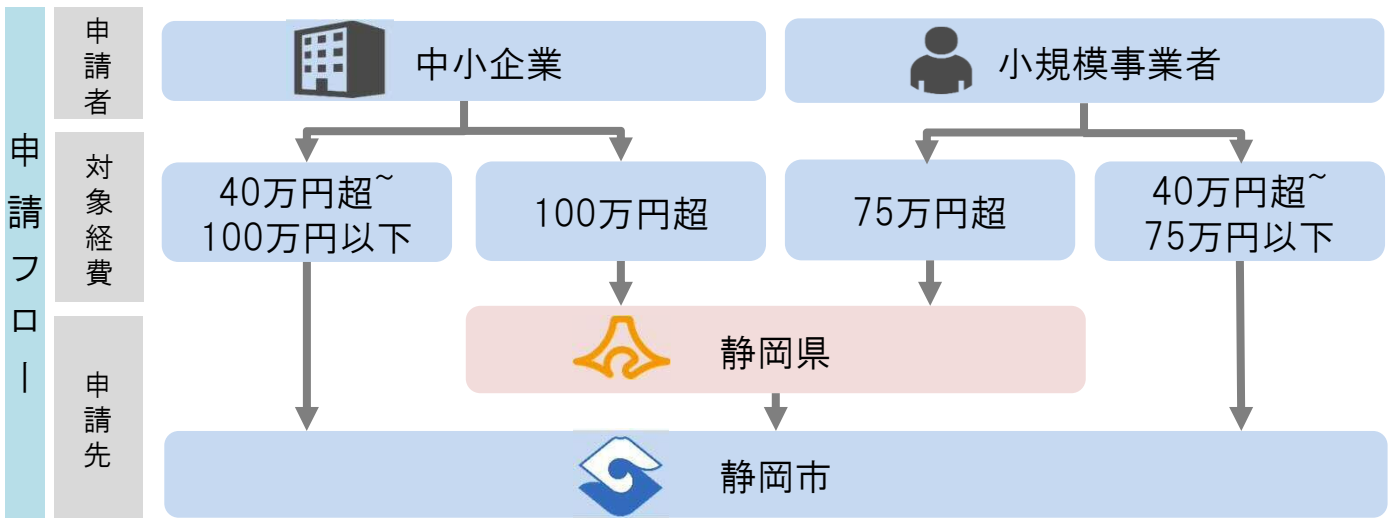 申請フロー
申請者
中小企業
小規模事業者
対象経費
40万円超~
100万円以下
100万円超
75万円超
40万円超~
75万円以下
申請先
静岡県
静岡市